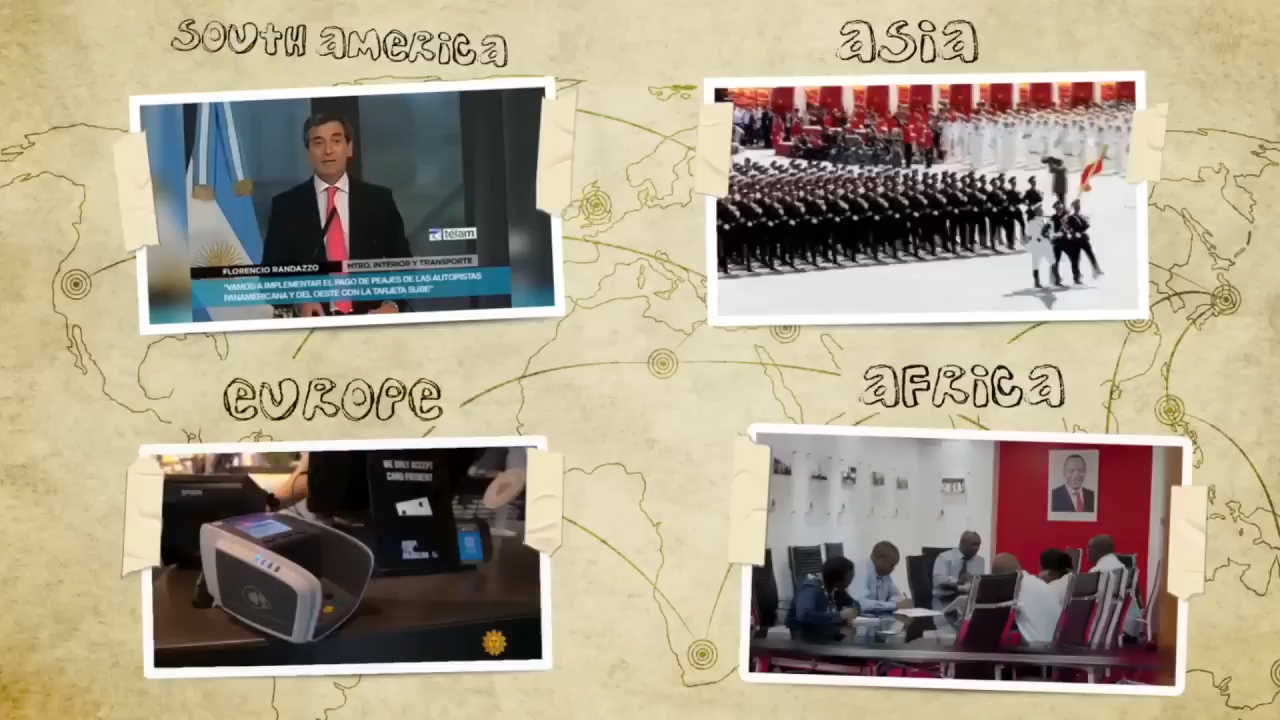 SOUTH AMERICA
ASIA
télam
FLORENCIO RANDAZZO
MTRO. INTERIOR Y TRANSPORTE
"VAMOS A IMPLEMENTAR EL PAGO DE PEAJES DE LAS AUTOPISTAS
PANAMERICANA Y DEL OESTE CON LA TARJETA SUBE"
EUROPE
AFRICA
EPSON
WE ONLY ACCEPT
CARD PAYMENT